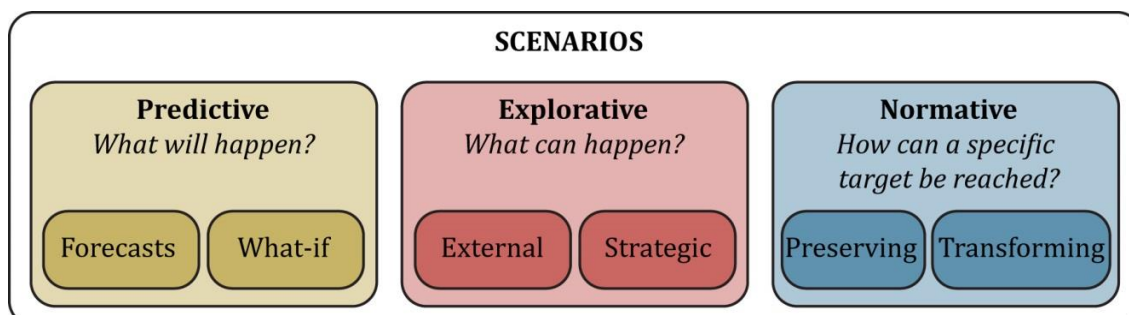 SCENARIOS
Predictive
What will happen?
Forecasts
What-if
Explorative
What can happen?
External
Strategic
Normative
How can a specific
target be reached?
Preserving
Transforming